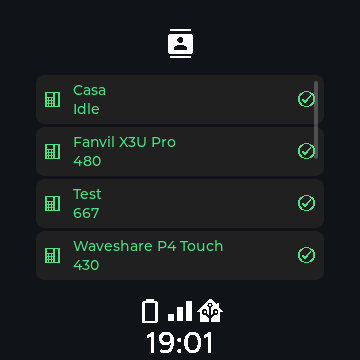 Casa
Idle
Fanvil X3U Pro
480
Test
667
Waveshare P4 Touch
430
19:01